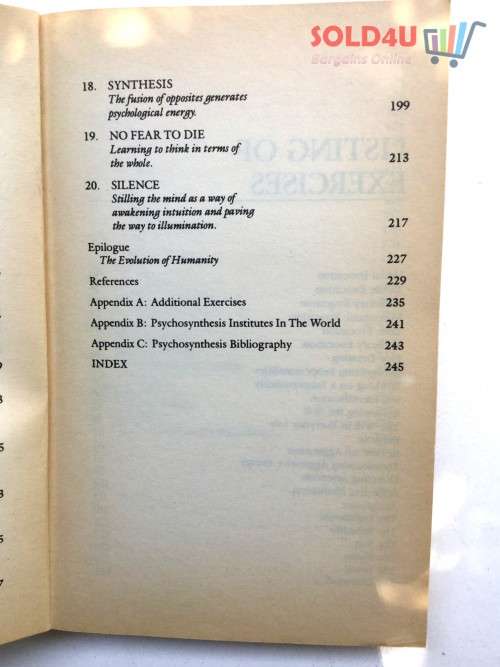 SOLD4U
Bargains Online
18. SYNTHESIS
The fusion of opposites generates
psychological energy. 199
19. NO FEAR TO DIE
Learning to think in terms of
the whole. 213
20. SILENCE
Stilling the mind as a way of
awakening intuition and paving
the way to illumination. 217
Epilogue
The Evolution of Humanity 227
References 229
Appendix A: Additional Exercises 235
Appendix B: Psychosynthesis Institutes In The World 241
Appendix C: Psychosynthesis Bibliography 243
INDEX 245